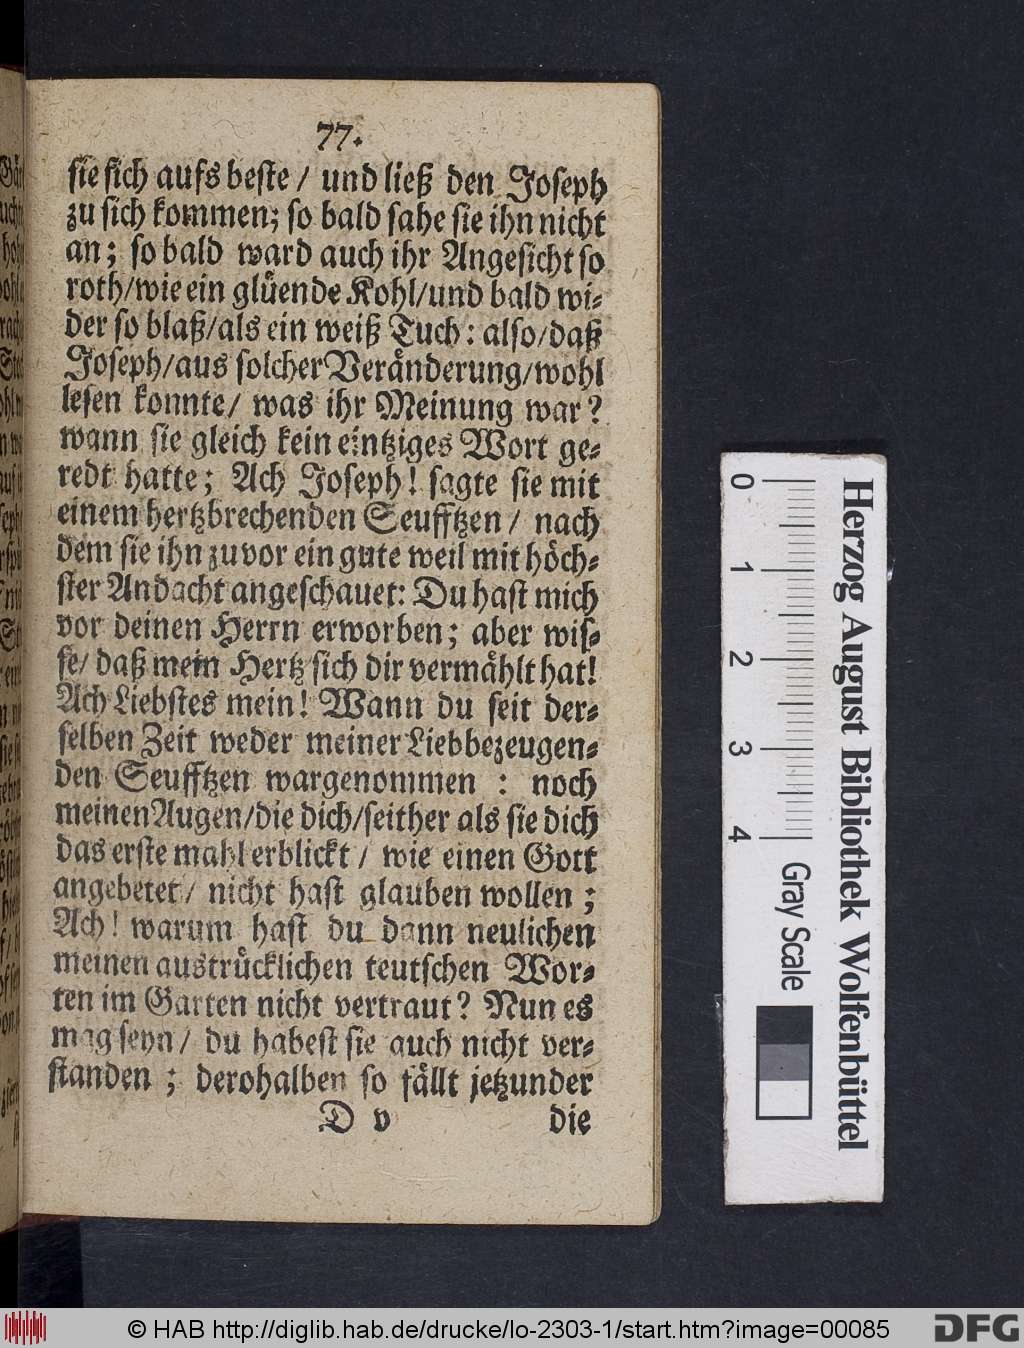 77.
sie sich aufs beste / und ließ den Joseph
zu sich kommen; so bald sahe sie ihn nicht
an; so bald ward auch ihr Angesicht so
roth/wie ein glüende Kohl/und bald wi-
der so blaß/als ein weiß Tuch: also/daß
Joseph/aus solcher Veränderung/wohl
lesen konnte/ was ihr Meinung war?
wann sie gleich kein eintziges Wort ge-
redt hatte; Ach Joseph! sagte sie mit
einem hertzbrechenden Seufftzen / nach
dem sie ihn zuvor ein gute weil mit höch-
ster Andacht angeschauet: Du hast mich
vor deinen Herrn erworben; aber wis-
se/ daß mein Hertz sich dir vermählt hat!
Ach Liebstes mein! Wann du seit der-
selben Zeit weder meiner Liebbezeugen-
den Seufftzen wargenommen : noch
meinen Augen/die dich/seither als sie dich
das erste mahl erblickt / wie einen Gott
angebetet / nicht hast glauben wollen ;
Ach! warum hast du dann neulichen
meinen austrücklichen teutschen Wor-
ten im Garten nicht vertraut? Nun es
mag seyn / du habest sie auch nicht ver-
standen ; derohalben so fällt jetzunder
D v die
Herzog August Bibliothek Wolfenbüttel
0 1 2 3 4 Gray Scale
© HAB http://diglib.hab.de/drucke/lo-2303-1/start.htm?image=00085
DFG